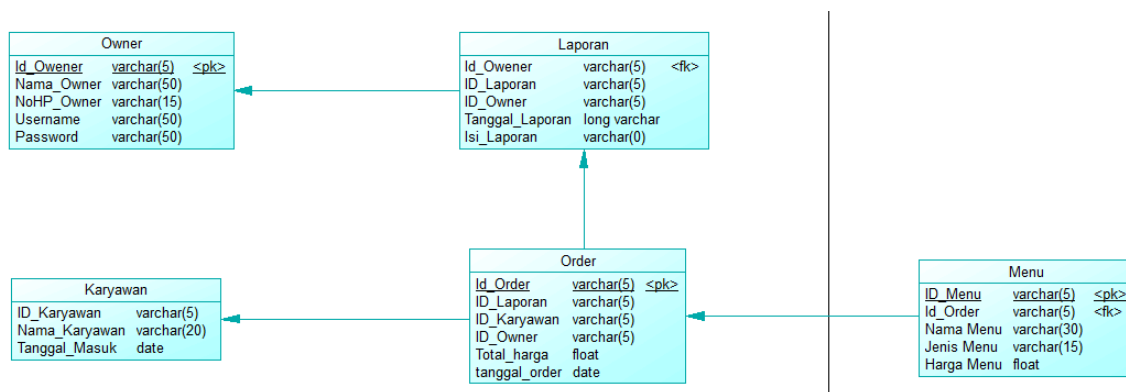 Owner
Id_Owener varchar(5) <pk>
Nama_Owner varchar(50)
NoHP_Owner varchar(15)
Username varchar(50)
Password varchar(50)
Laporan
Id_Owener varchar(5) <fk>
ID_Laporan varchar(5)
ID_Owner varchar(5)
Tanggal_Laporan long varchar
Isi_Laporan varchar(0)
Karyawan
ID_Karyawan varchar(5)
Nama_Karyawan varchar(20)
Tanggal_Masuk date
Order
Id_Order varchar(5) <pk>
ID_Laporan varchar(5)
ID_Karyawan varchar(5)
ID_Owner varchar(5)
Total_harga float
tanggal_order date
Menu
ID_Menu varchar(5) <pk>
Id_Order varchar(5) <fk>
Nama Menu varchar(30)
Jenis Menu varchar(15)
Harga Menu float